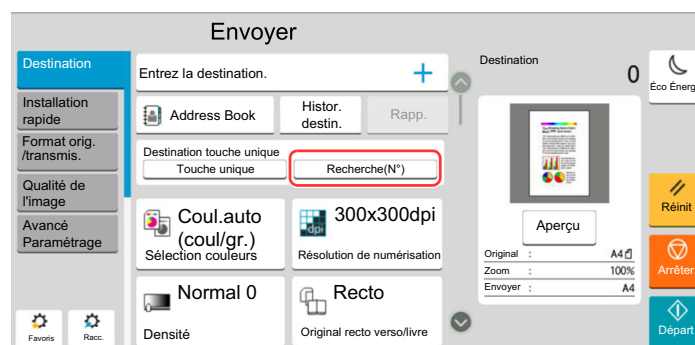 Envoyer
Destination
Installation
rapide
Format orig.
/transmis.
Qualité de
l'image
Avancé
Paramétrage
Favoris
Racc.
Entrez la destination.
+
Address Book
Histor.
destin.
Rapp.
Destination touche unique
Touche unique
Recherche(N°)
Coul.auto
(coul/gr.)
Sélection couleurs
dpi
300x300dpi
Résolution de numérisation
Normal 0
Densité
Recto
Original recto verso/livre
Destination
0
Aperçu
Original : A4
Zoom : 100%
Envoyer : A4
Éco Énerg
Réinit
Arrêter
Départ